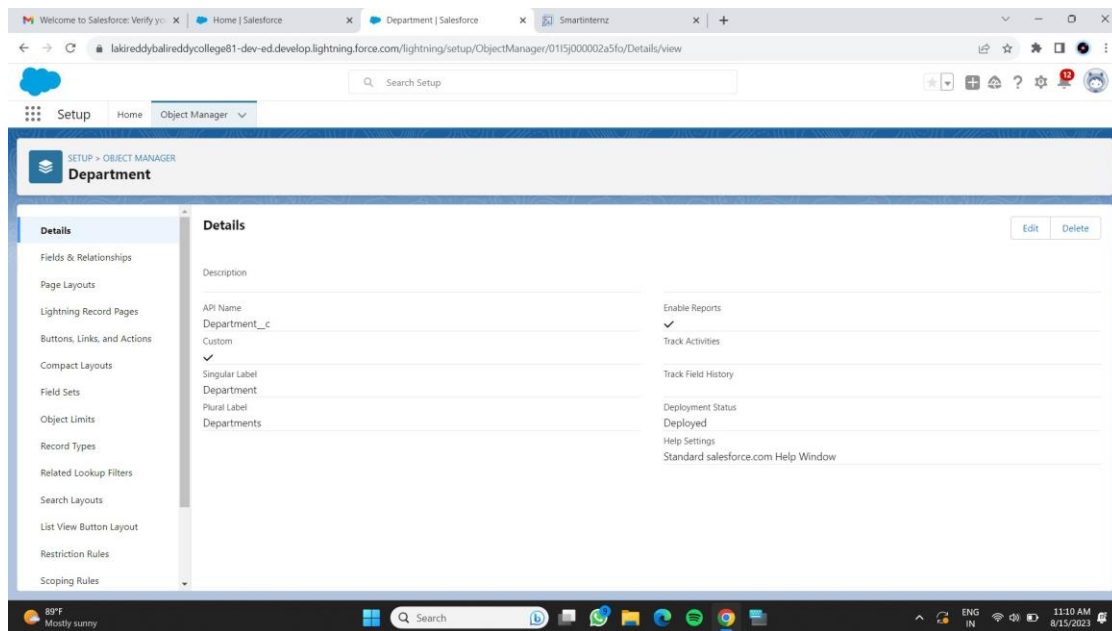 Welcome to Salesforce: Verify yo
Home | Salesforce
Department | Salesforce
Smartinternz
lakireddybalireddycollege81-dev-ed.develop.lightning.force.com/lightning/setup/ObjectManager/01I5j000002a5fo/Details/view
Search Setup
12
Setup
Home
Object Manager
SETUP > OBJECT MANAGER
Department
Details
Fields & Relationships
Page Layouts
Lightning Record Pages
Buttons, Links, and Actions
Compact Layouts
Field Sets
Object Limits
Record Types
Related Lookup Filters
Search Layouts
List View Button Layout
Restriction Rules
Scoping Rules
Details
Edit
Delete
Description
API Name
Department__c
Custom
Singular Label
Department
Plural Label
Departments
Enable Reports
Track Activities
Track Field History
Deployment Status
Deployed
Help Settings
Standard salesforce.com Help Window
89°F
Mostly sunny
Search
9
ENG
IN
11:10 AM
8/15/2023